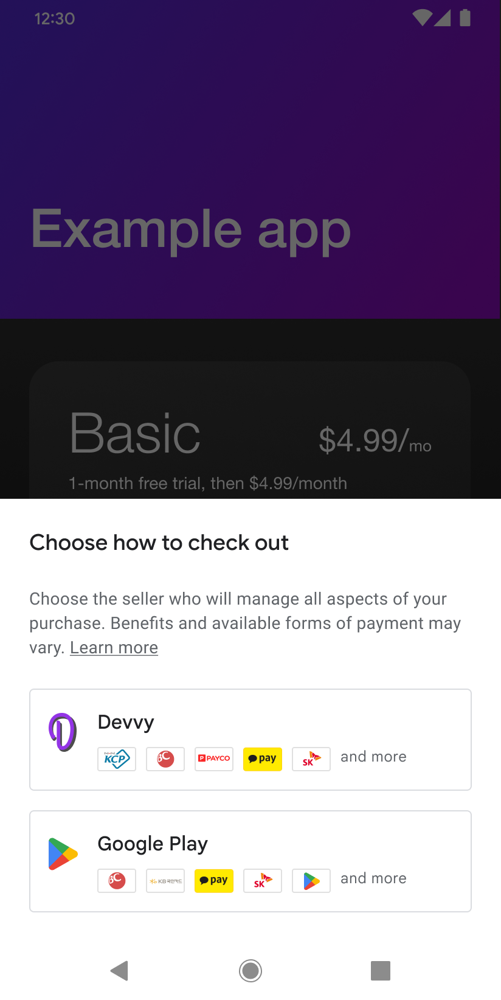 12:30
Example app
Basic
$4.99/mo
1-month free trial, then $4.99/month
Choose how to check out
Choose the seller who will manage all aspects of your
purchase. Benefits and available forms of payment may
vary. Learn more
Devvy
KCP BC PAYCO pay SK and more
Google Play
BC KB국민카드 pay SK and more